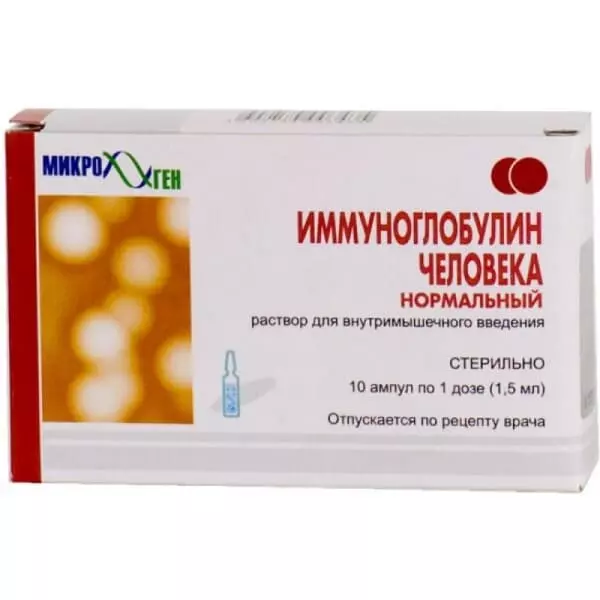 МИКРОГЕН
ИММУНОГЛОБУЛИН
ЧЕЛОВЕКА
НОРМАЛЬНЫЙ
раствор для внутримышечного введения
СТЕРИЛЬНО
10 ампул по 1 дозе (1,5 мл)
Отпускается по рецепту врача